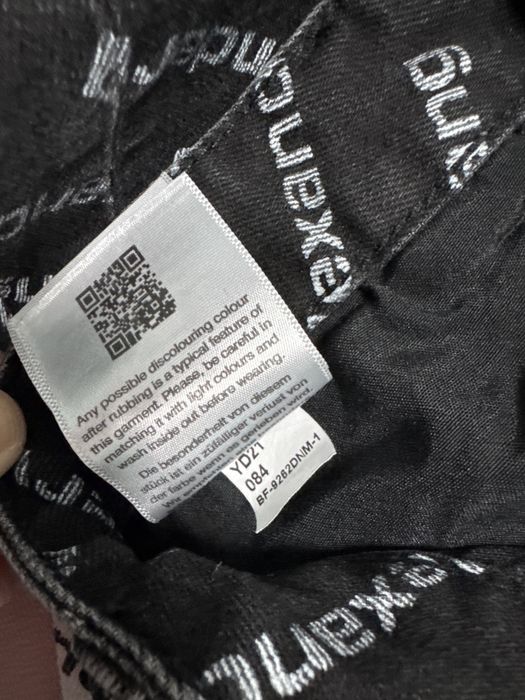 Any possible discolouring colour
after rubbing is a typical feature of
this garment. Please, be careful in
matching it with light colours and
wash inside out before wearing.
Die besonderheit von diesem
stück ist ein zufälliger verlust von
der farbe wenn es gerieben wird.
YD21
084
BF-9262DNM-1